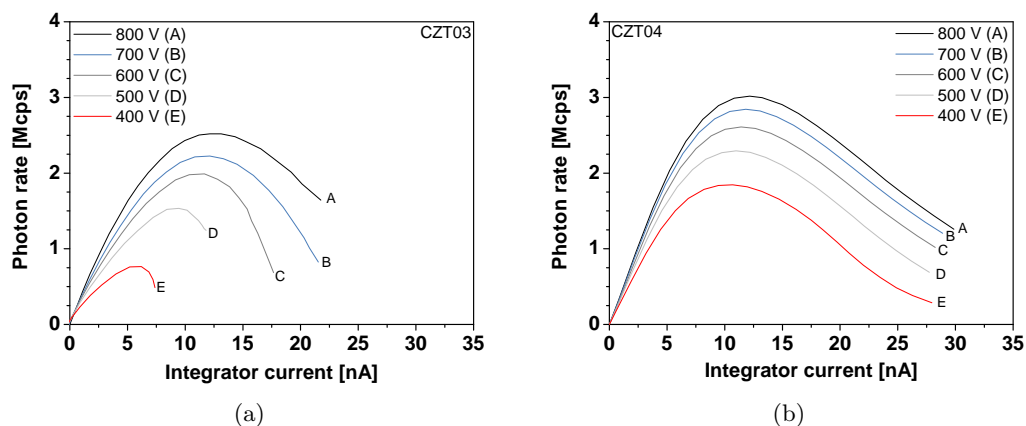 4
3
2
1
0
Photon rate [Mcps]
800 V (A)
700 V (B)
600 V (C)
500 V (D)
400 V (E)
CZT03
A
B
C
D
E
0 5 10 15 20 25 30 35
Integrator current [nA]
(a)
4
3
2
1
0
Photon rate [Mcps]
CZT04
800 V (A)
700 V (B)
600 V (C)
500 V (D)
400 V (E)
A
B
C
D
E
0 5 10 15 20 25 30 35
Integrator current [nA]
(b)